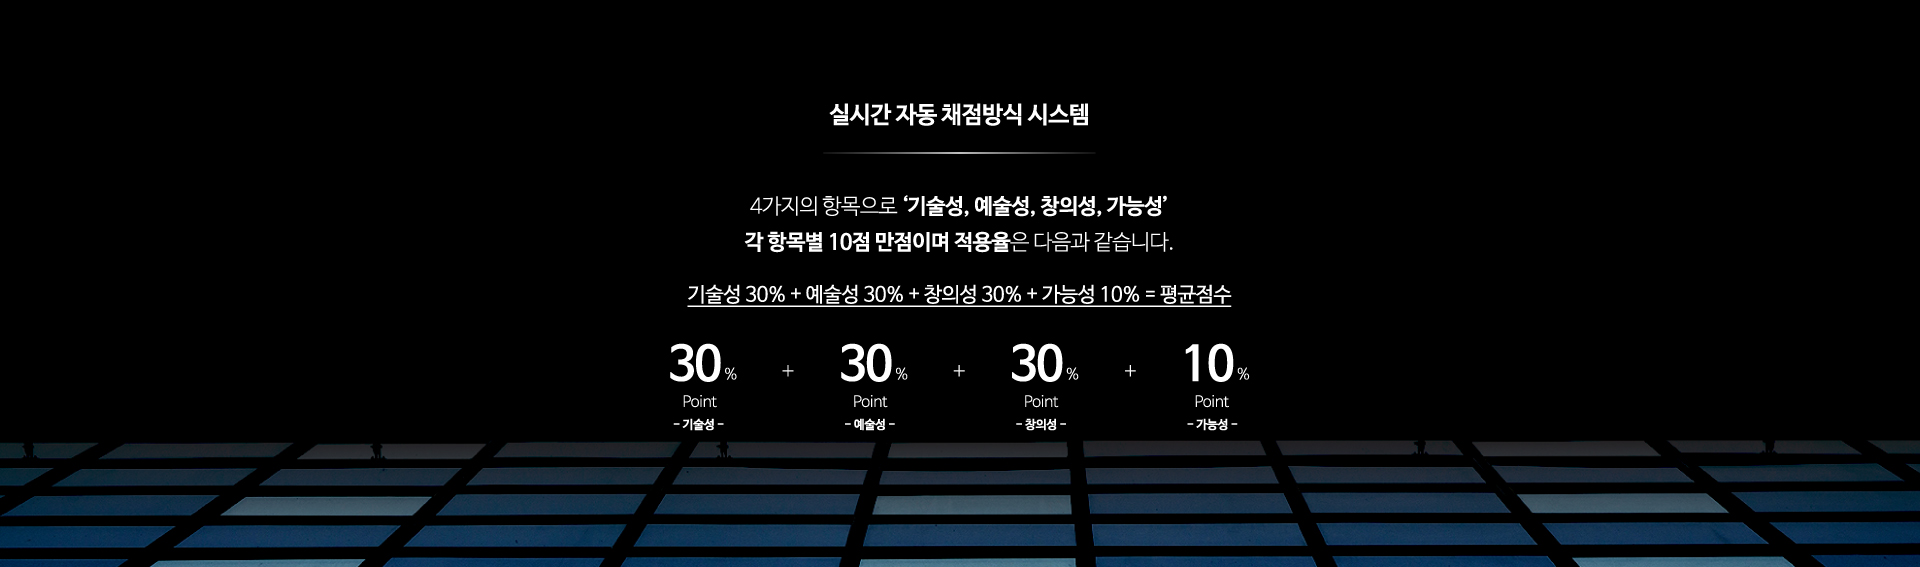 실시간 자동 채점방식 시스템
4가지의 항목으로 ‘기술성, 예술성, 창의성, 가능성’
각 항목별 10점 만점이며 적용율은 다음과 같습니다.
기술성 30% + 예술성 30% + 창의성 30% + 가능성 10% = 평균점수
30% + 30% + 30% + 10%
Point Point Point Point
- 기술성 - - 예술성 - - 창의성 - - 가능성 -